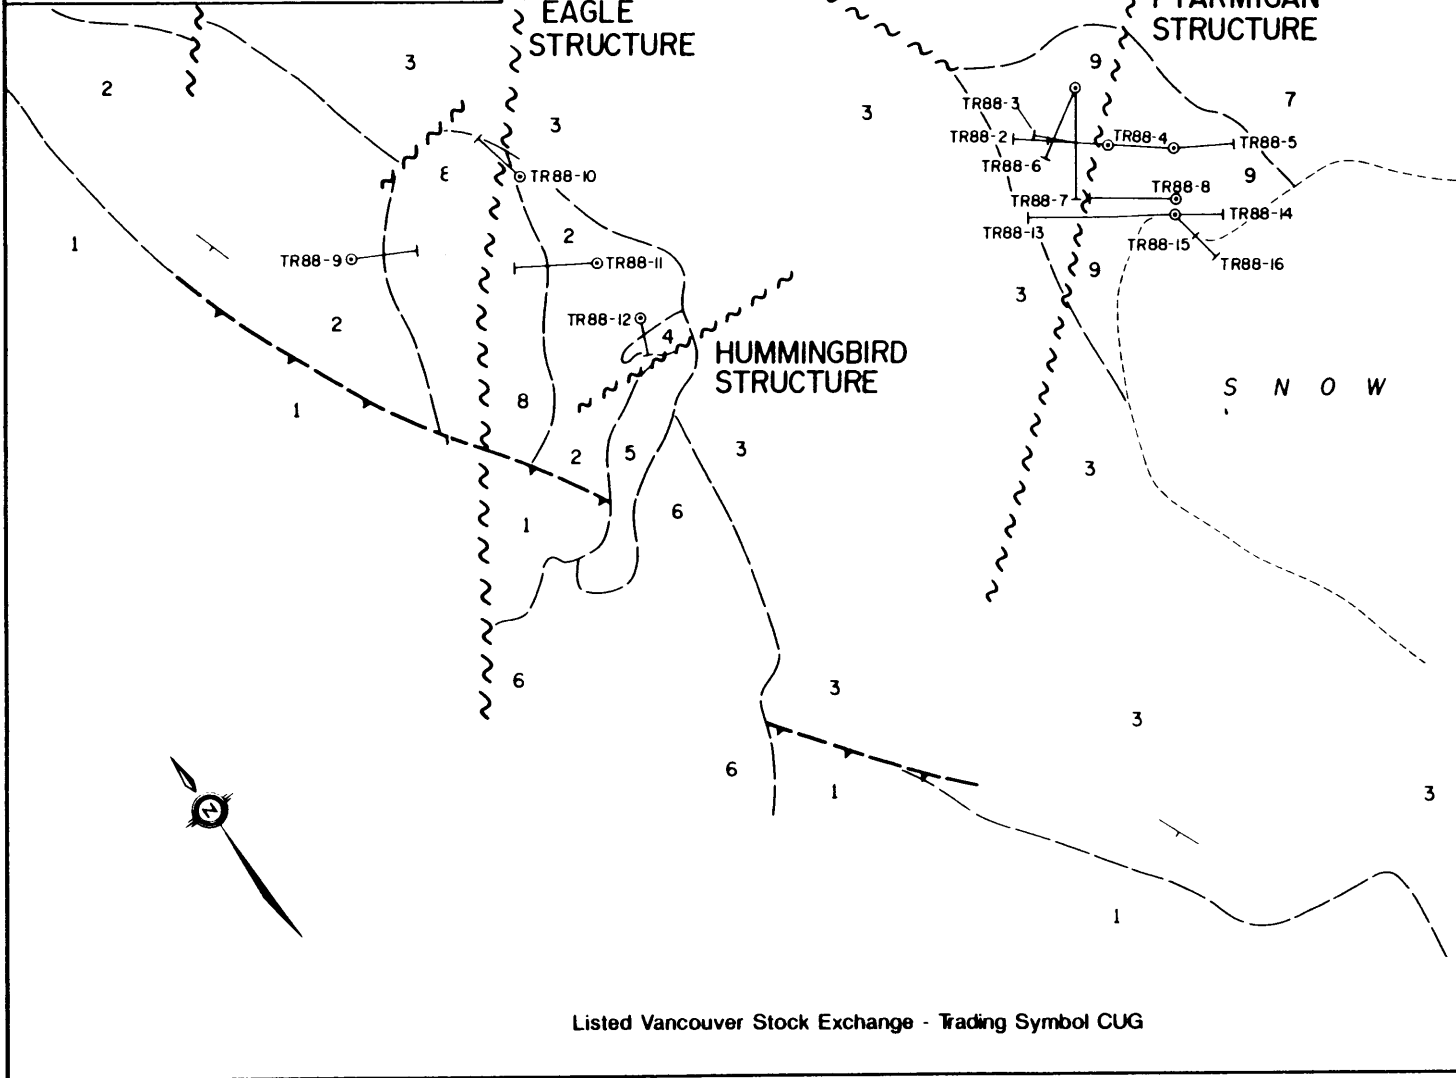 EAGLE
STRUCTURE
PTARMIGAN
STRUCTURE
3
2
3
3
9
7
TR88-3
TR88-2
TR88-4
TR88-5
TR88-6
8
TR88-10
9
TR88-8
TR88-7
TR88-14
TR88-13
TR88-15
TR88-16
1
2
TR88-9
TR88-11
9
3
2
TR88-12
4
HUMMINGBIRD
STRUCTURE
S N O W
1
8
2
5
3
3
1
6
6
3
3
6
1
3
N
1
Listed Vancouver Stock Exchange - Trading Symbol CUG